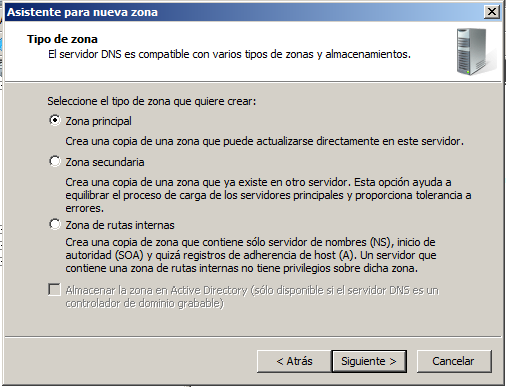 Asistente para nueva zona
Tipo de zona
El servidor DNS es compatible con varios tipos de zonas y almacenamientos.
Seleccione el tipo de zona que quiere crear:
Zona principal
Crea una copia de una zona que puede actualizarse directamente en este servidor.
Zona secundaria
Crea una copia de una zona que ya existe en otro servidor. Esta opción ayuda a
equilibrar el proceso de carga de los servidores principales y proporciona tolerancia a
errores.
Zona de rutas internas
Crea una copia de zona que contiene sólo servidor de nombres (NS), inicio de
autoridad (SOA) y quizá registros de adherencia de host (A). Un servidor que
contiene una zona de rutas internas no tiene privilegios sobre dicha zona.
Almacenar la zona en Active Directory (sólo disponible si el servidor DNS es un
controlador de dominio grabable)
< Atrás
Siguiente >
Cancelar